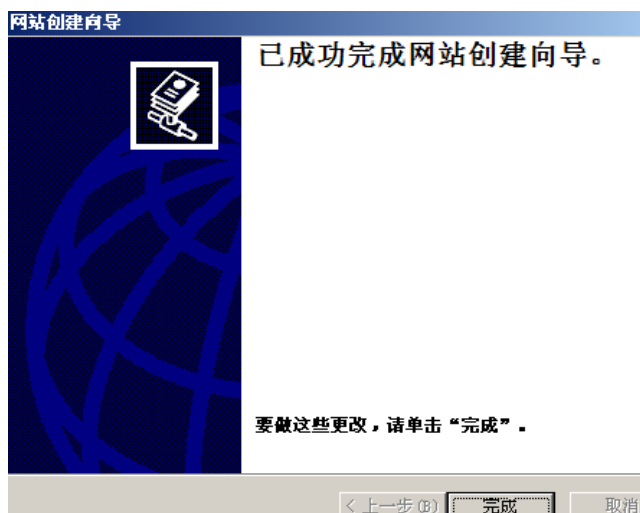 网站创建向导
已成功完成网站创建向导。
要做这些更改，请单击“完成”。
< 上一步(B)
完成
取消